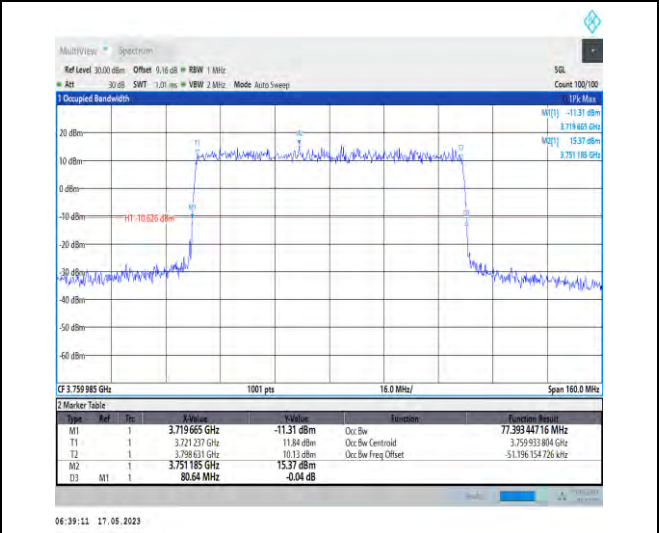 MultiView Spectrum
Ref Level 30.00 dBm Offset 9.16 dB RBW 1 MHz SGL
Att 30 dB SWT 1.01 ms VBW 2 MHz Mode Auto Sweep Count 100/100
1 Occupied Bandwidth 1Pk Max
M1[1] -11.31 dBm
3.719 665 GHz
20 dBm M2[1] 15.37 dBm
3.751 185 GHz
T1 T2
10 dBm
0 dBm
M1
-10 dBm H1 -10.626 dBm D3
-20 dBm
-30 dBm
-40 dBm
-50 dBm
-60 dBm
CF 3.759 985 GHz 1001 pts 16.0 MHz/ Span 160.0 MHz
2 Marker Table
Type Ref Trc X-Value Y-Value Function Function Result
M1 1 3.719 665 GHz -11.31 dBm Occ Bw 77.393 447 16 MHz
T1 1 3.721 237 GHz 11.84 dBm Occ Bw Centroid 3.759 933 804 GHz
T2 1 3.798 631 GHz 10.13 dBm Occ Bw Freq Offset -51.196 154 726 kHz
M2 1 3.751 185 GHz 15.37 dBm
D3 M1 1 80.64 MHz -0.04 dB
06:39:11 17.05.2023